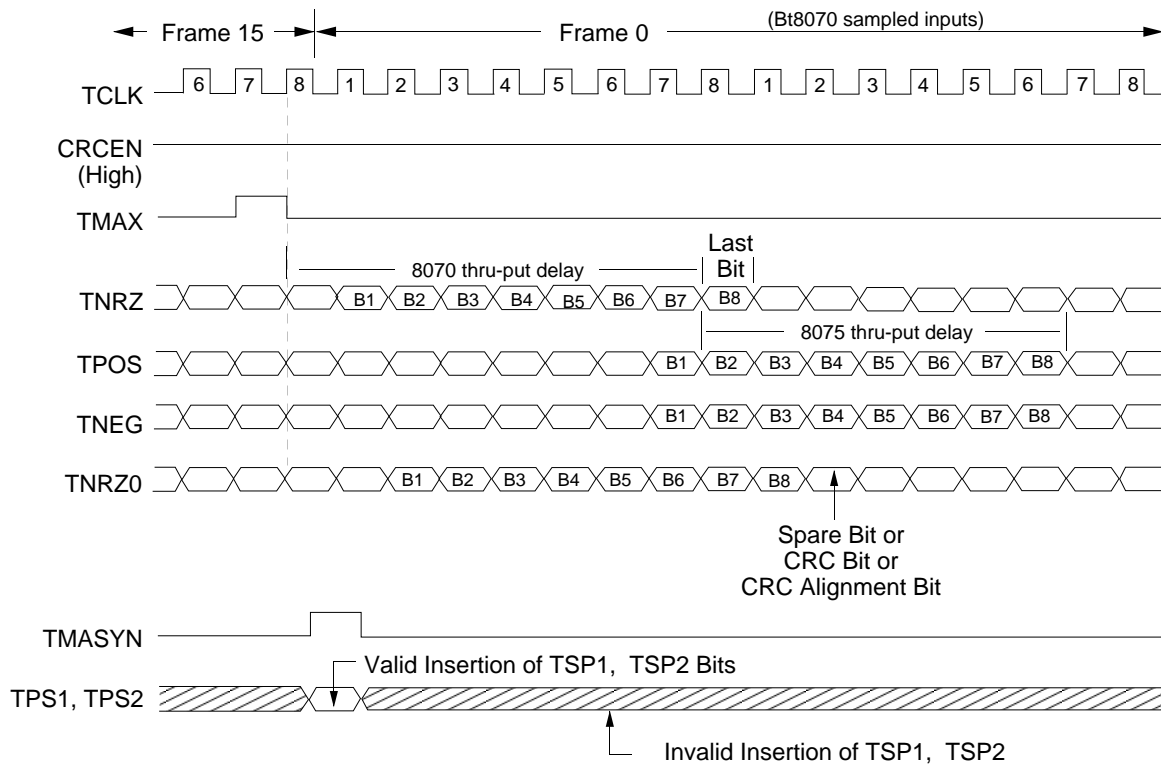 Frame 15
Frame 0
(Bt8070 sampled inputs)
TCLK 6 7 8 1 2 3 4 5 6 7 8 1 2 3 4 5 6 7 8
CRCEN
(High)
TMAX
Last
Bit
8070 thru-put delay
TNRZ B1 B2 B3 B4 B5 B6 B7 B8
8075 thru-put delay
TPOS B1 B2 B3 B4 B5 B6 B7 B8
TNEG B1 B2 B3 B4 B5 B6 B7 B8
TNRZ0 B1 B2 B3 B4 B5 B6 B7 B8
Spare Bit or
CRC Bit or
CRC Alignment Bit
TMASYN
Valid Insertion of TSP1, TSP2 Bits
TPS1, TPS2
Invalid Insertion of TSP1, TSP2